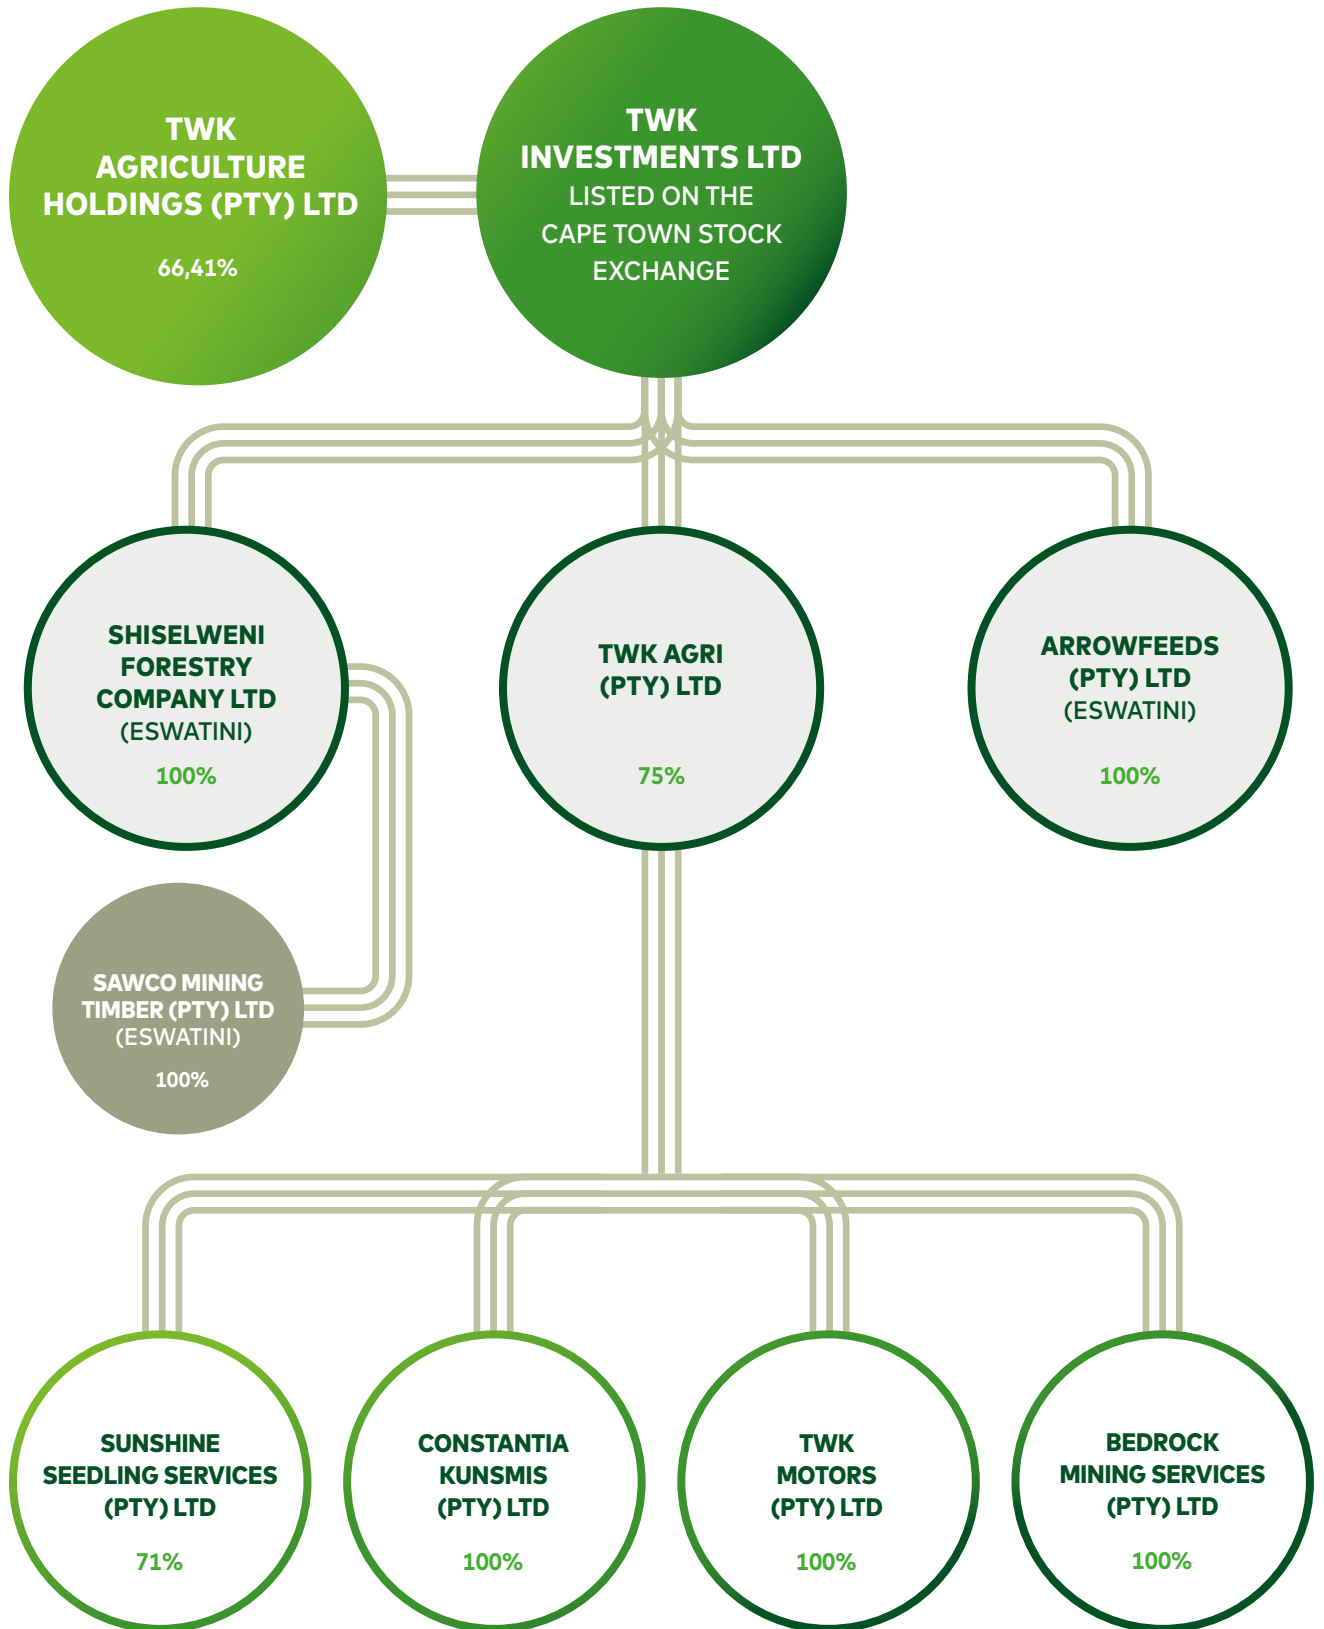 TWK
AGRICULTURE
HOLDINGS (PTY) LTD
66,41%
TWK
INVESTMENTS LTD
LISTED ON THE
CAPE TOWN STOCK
EXCHANGE
SHISELWENI
FORESTRY
COMPANY LTD
(ESWATINI)
100%
TWK AGRI
(PTY) LTD
75%
ARROWFEEDS
(PTY) LTD
(ESWATINI)
100%
SAWCO MINING
TIMBER (PTY) LTD
(ESWATINI)
100%
SUNSHINE
SEEDLING SERVICES
(PTY) LTD
71%
CONSTANTIA
KUNSMIS
(PTY) LTD
100%
TWK
MOTORS
(PTY) LTD
100%
BEDROCK
MINING SERVICES
(PTY) LTD
100%